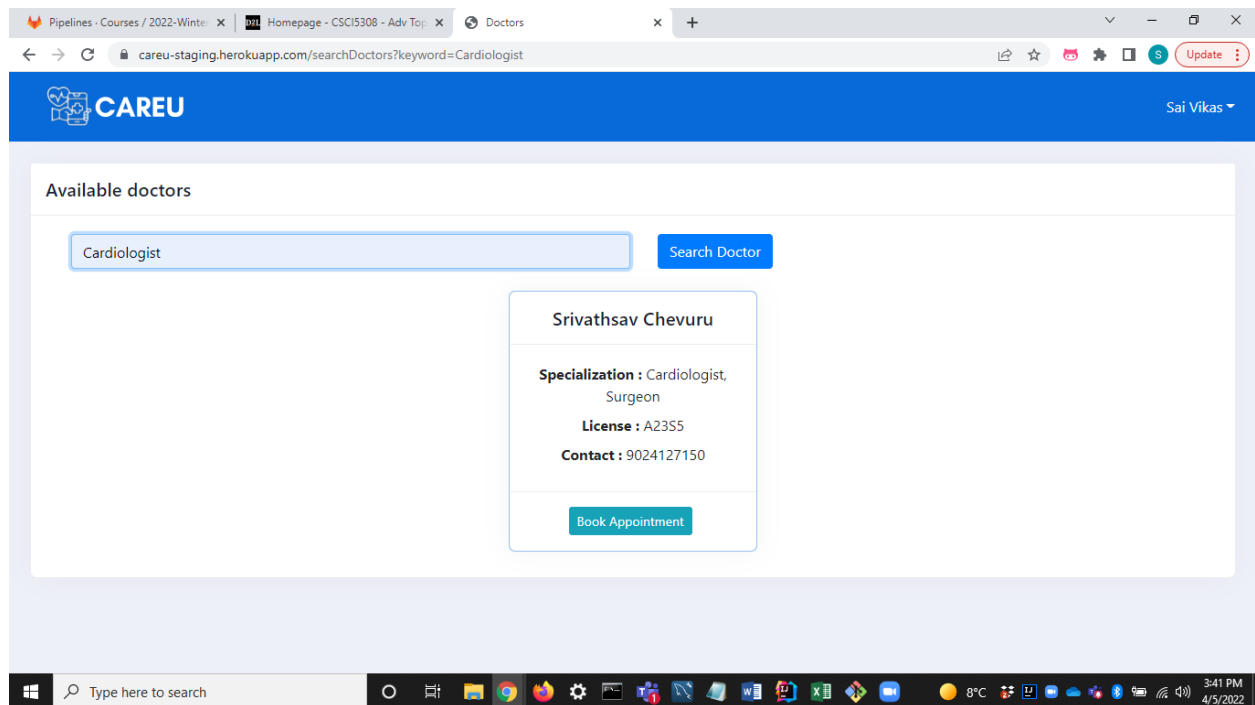 Pipelines · Courses / 2022-Winter
D2L Homepage - CSCI5308 - Adv Top
Doctors
careu-staging.herokuapp.com/searchDoctors?keyword=Cardiologist
S
Update
CAREU
Sai Vikas
Available doctors
Cardiologist
Search Doctor
Srivathsav Chevuru
Specialization : Cardiologist,
Surgeon
License : A23S5
Contact : 9024127150
Book Appointment
Type here to search
8°C
3:41 PM
4/5/2022